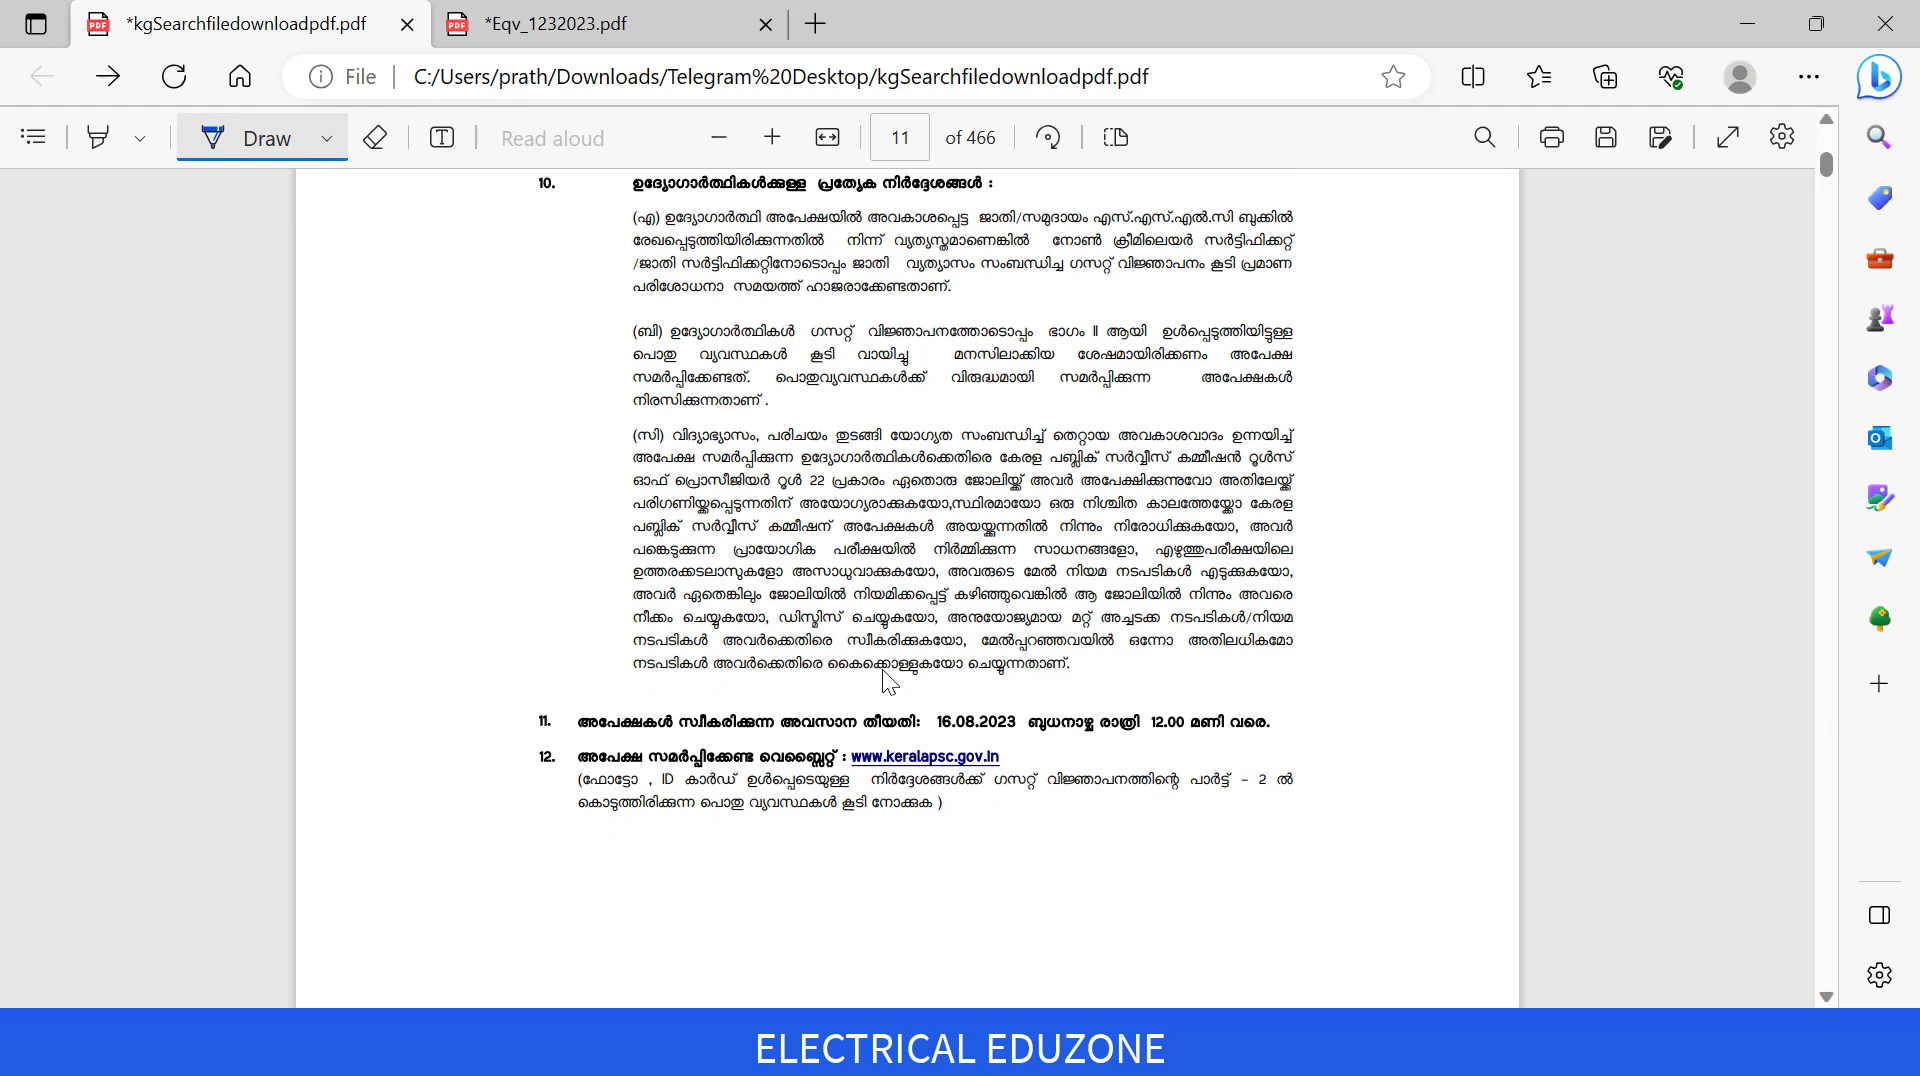 *kgSearchfiledownloadpdf.pdf
*Eqv_1232023.pdf
File
C:/Users/prath/Downloads/Telegram%20Desktop/kgSearchfiledownloadpdf.pdf
Draw
Read aloud
11 of 466
10. ഉദ്യോഗാർത്ഥികൾക്കുള്ള പ്രത്യേക നിർദ്ദേശങ്ങൾ :
(എ) ഉദ്യോഗാർത്ഥി അപേക്ഷയിൽ അവകാശപ്പെട്ട ജാതി/സമുദായം എസ്.എസ്.എൽ.സി ബുക്കിൽ
രേഖപ്പെടുത്തിയിരിക്കുന്നതിൽ നിന്ന് വ്യത്യസ്തമാണെങ്കിൽ നോൺ ക്രീമിലെയർ സർട്ടിഫിക്കറ്റ്
/ജാതി സർട്ടിഫിക്കറ്റിനോടൊപ്പം ജാതി വ്യത്യാസം സംബന്ധിച്ച ഗസറ്റ് വിജ്ഞാപനം കൂടി പ്രമാണ
പരിശോധനാ സമയത്ത് ഹാജരാക്കേണ്ടതാണ്.
(ബി) ഉദ്യോഗാർത്ഥികൾ ഗസറ്റ് വിജ്ഞാപനത്തോടൊപ്പം ഭാഗം II ആയി ഉൾപ്പെടുത്തിയിട്ടുള്ള
പൊതു വ്യവസ്ഥകൾ കൂടി വായിച്ചു മനസിലാക്കിയ ശേഷമായിരിക്കണം അപേക്ഷ
സമർപ്പിക്കേണ്ടത്. പൊതുവ്യവസ്ഥകൾക്ക് വിരുദ്ധമായി സമർപ്പിക്കുന്ന അപേക്ഷകൾ
നിരസിക്കുന്നതാണ് .
(സി) വിദ്യാഭ്യാസം, പരിചയം തുടങ്ങി യോഗ്യത സംബന്ധിച്ച് തെറ്റായ അവകാശവാദം ഉന്നയിച്ച്
അപേക്ഷ സമർപ്പിക്കുന്ന ഉദ്യോഗാർത്ഥികൾക്കെതിരെ കേരള പബ്ലിക് സർവ്വീസ് കമ്മീഷൻ റൂൾസ്
ഓഫ് പ്രൊസീജിയർ റൂൾ 22 പ്രകാരം ഏതൊരു ജോലിയ്ക്ക് അവർ അപേക്ഷിക്കുന്നുവോ അതിലേയ്ക്ക്
പരിഗണിയ്ക്കപ്പെടുന്നതിന് അയോഗ്യരാക്കുകയോ,സ്ഥിരമായോ ഒരു നിശ്ചിത കാലത്തേയ്ക്കോ കേരള
പബ്ലിക് സർവ്വീസ് കമ്മീഷന് അപേക്ഷകൾ അയയ്ക്കുന്നതിൽ നിന്നും നിരോധിക്കുകയോ, അവർ
പങ്കെടുക്കുന്ന പ്രായോഗിക പരീക്ഷയിൽ നിർമ്മിക്കുന്ന സാധനങ്ങളോ, എഴുത്തുപരീക്ഷയിലെ
ഉത്തരക്കടലാസുകളോ അസാധുവാക്കുകയോ, അവരുടെ മേൽ നിയമ നടപടികൾ എടുക്കുകയോ,
അവർ ഏതെങ്കിലും ജോലിയിൽ നിയമിക്കപ്പെട്ട് കഴിഞ്ഞുവെങ്കിൽ ആ ജോലിയിൽ നിന്നും അവരെ
നീക്കം ചെയ്യുകയോ, ഡിസ്മിസ് ചെയ്യുകയോ, അനുയോജ്യമായ മറ്റ് അച്ചടക്ക നടപടികൾ/നിയമ
നടപടികൾ അവർക്കെതിരെ സ്വീകരിക്കുകയോ, മേൽപ്പറഞ്ഞവയിൽ ഒന്നോ അതിലധികമോ
നടപടികൾ അവർക്കെതിരെ കൈക്കൊള്ളുകയോ ചെയ്യുന്നതാണ്.
11. അപേക്ഷകൾ സ്വീകരിക്കുന്ന അവസാന തീയതി: 16.08.2023 ബുധനാഴ്ച രാത്രി 12.00 മണി വരെ.
12. അപേക്ഷ സമർപ്പിക്കേണ്ട വെബ്സൈറ്റ് : www.keralapsc.gov.in
(ഫോട്ടോ , ID കാർഡ് ഉൾപ്പെടെയുള്ള നിർദ്ദേശങ്ങൾക്ക് ഗസറ്റ് വിജ്ഞാപനത്തിന്റെ പാർട്ട് – 2 ൽ
കൊടുത്തിരിക്കുന്ന പൊതു വ്യവസ്ഥകൾ കൂടി നോക്കുക )
ELECTRICAL EDUZONE